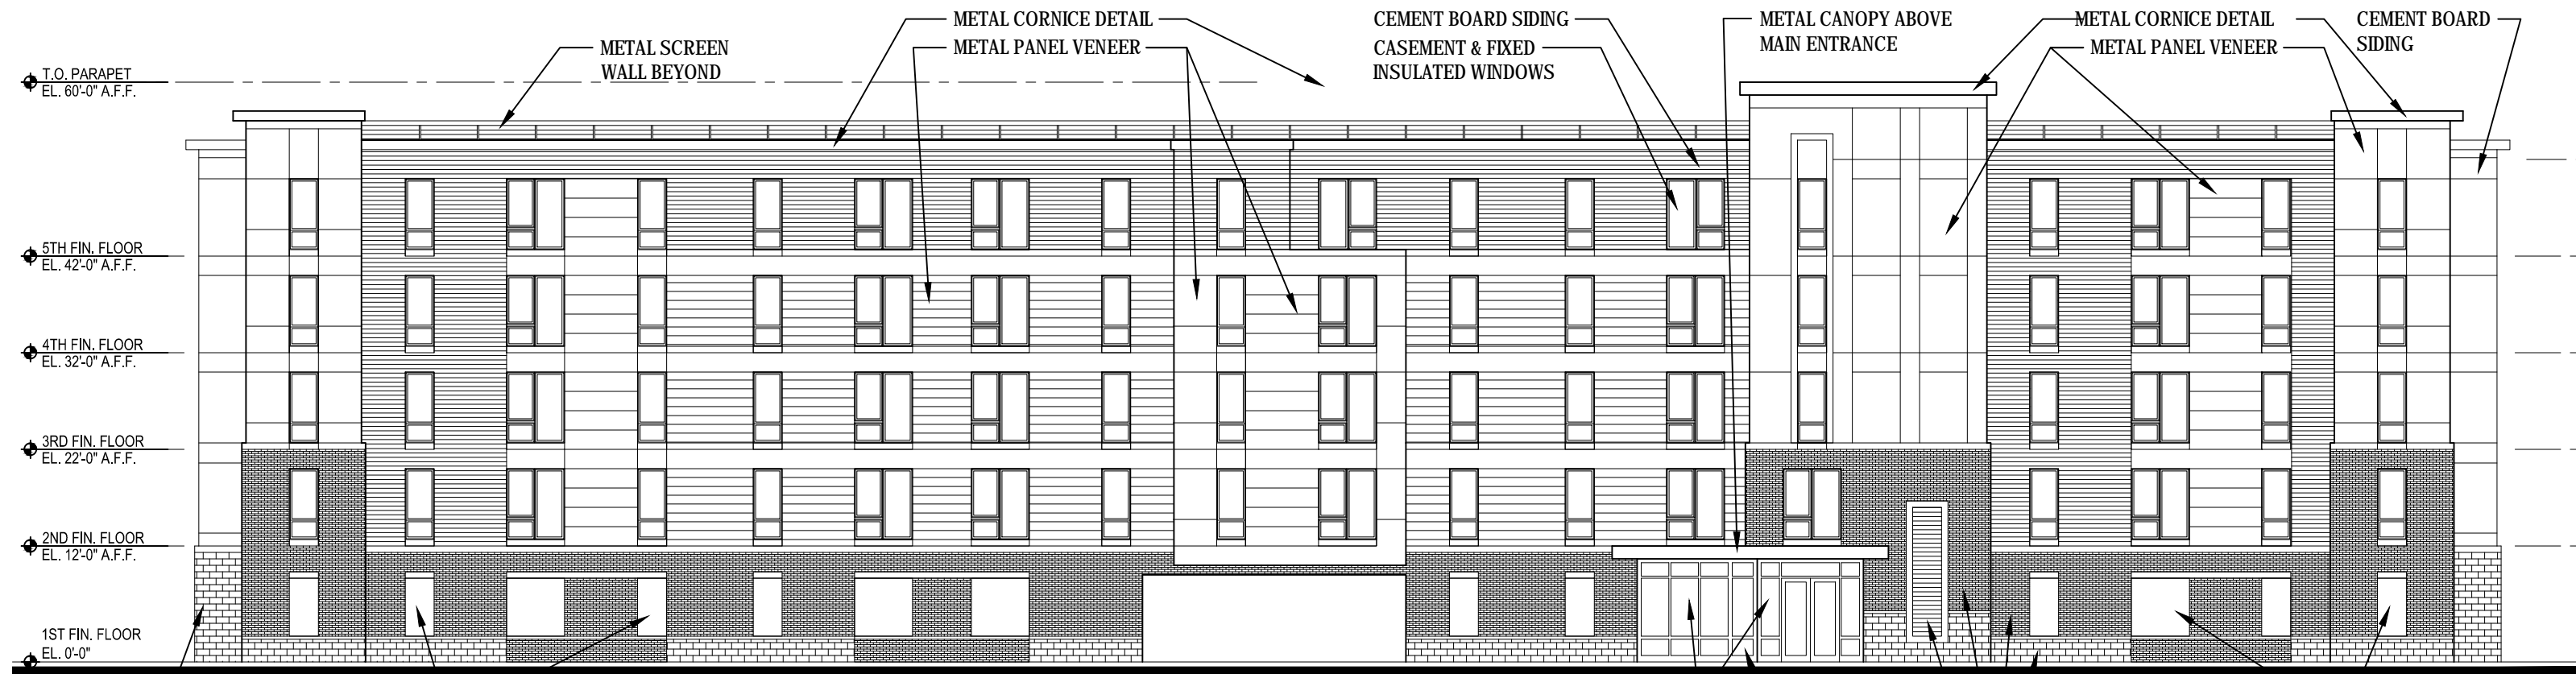 METAL CORNICE DETAIL
CEMENT BOARD SIDING
METAL CANOPY ABOVE
MAIN ENTRANCE
METAL CORNICE DETAIL
CEMENT BOARD
SIDING
METAL SCREEN
WALL BEYOND
METAL PANEL VENEER
CASEMENT & FIXED
INSULATED WINDOWS
METAL PANEL VENEER
T.O. PARAPET
EL. 60'-0" A.F.F.
5TH FIN. FLOOR
EL. 42'-0" A.F.F.
4TH FIN. FLOOR
EL. 32'-0" A.F.F.
3RD FIN. FLOOR
EL. 22'-0" A.F.F.
2ND FIN. FLOOR
EL. 12'-0" A.F.F.
1ST FIN. FLOOR
EL. 0'-0"